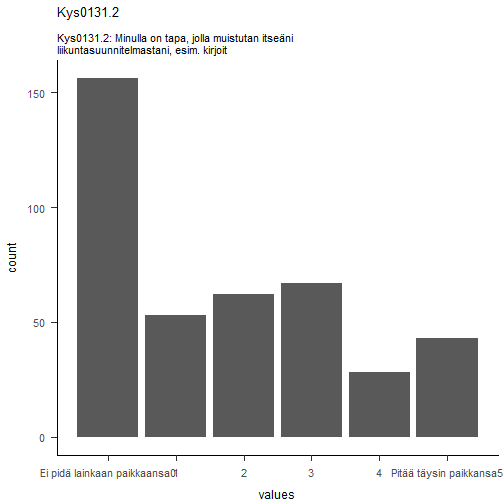 Kys0131.2
Kys0131.2: Minulla on tapa, jolla muistutan itseäni
liikuntasuunnitelmastani, esim. kirjoit
150
100
50
0
count
Ei pidä lainkaan paikkaansa0 1 2 3 4 Pitää täysin paikkansa5
values